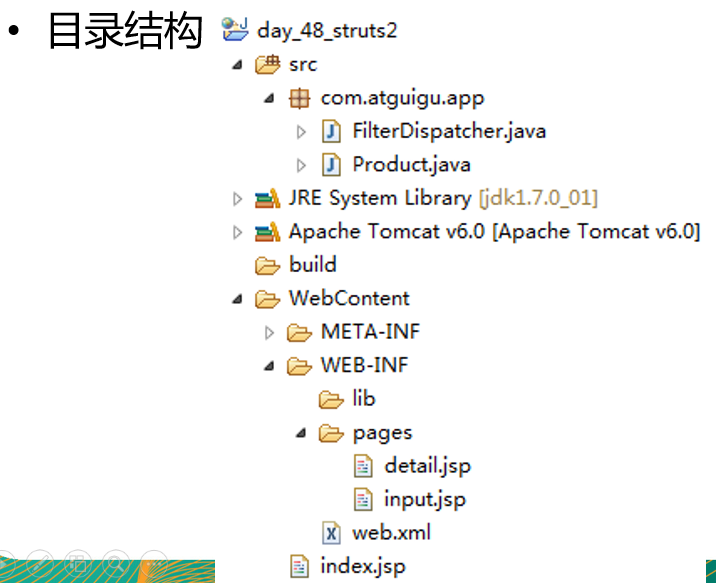 • 目录结构
day_48_struts2
src
com.atguigu.app
FilterDispatcher.java
Product.java
JRE System Library [jdk1.7.0_01]
Apache Tomcat v6.0 [Apache Tomcat v6.0]
build
WebContent
META-INF
WEB-INF
lib
pages
detail.jsp
input.jsp
web.xml
index.jsp